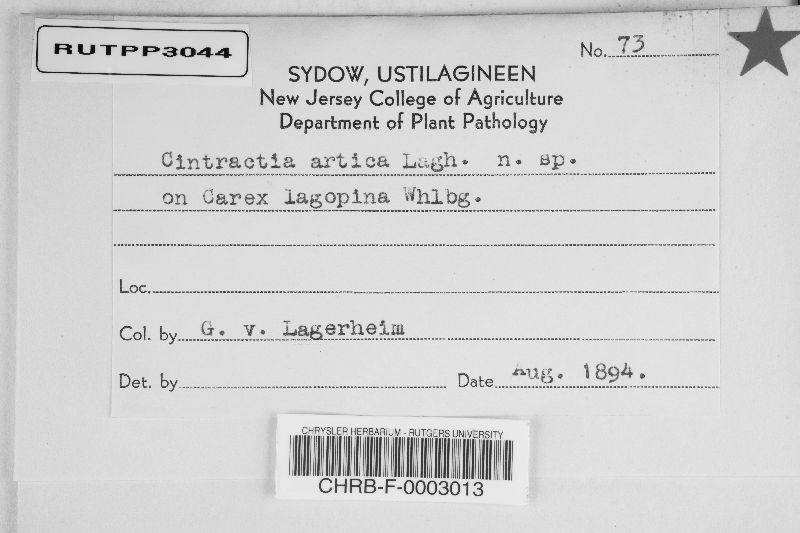 RUTPP3044
No. 73
SYDOW, USTILAGINEEN
New Jersey College of Agriculture
Department of Plant Pathology
Cintractia artica Lagh. n. sp.
on Carex lagopina Whlbg.
Loc.
Col. by G. v. Lagerheim
Det. by Date Aug. 1894.
CHRYSLER HERBARIUM - RUTGERS UNIVERSITY
CHRB-F-0003013